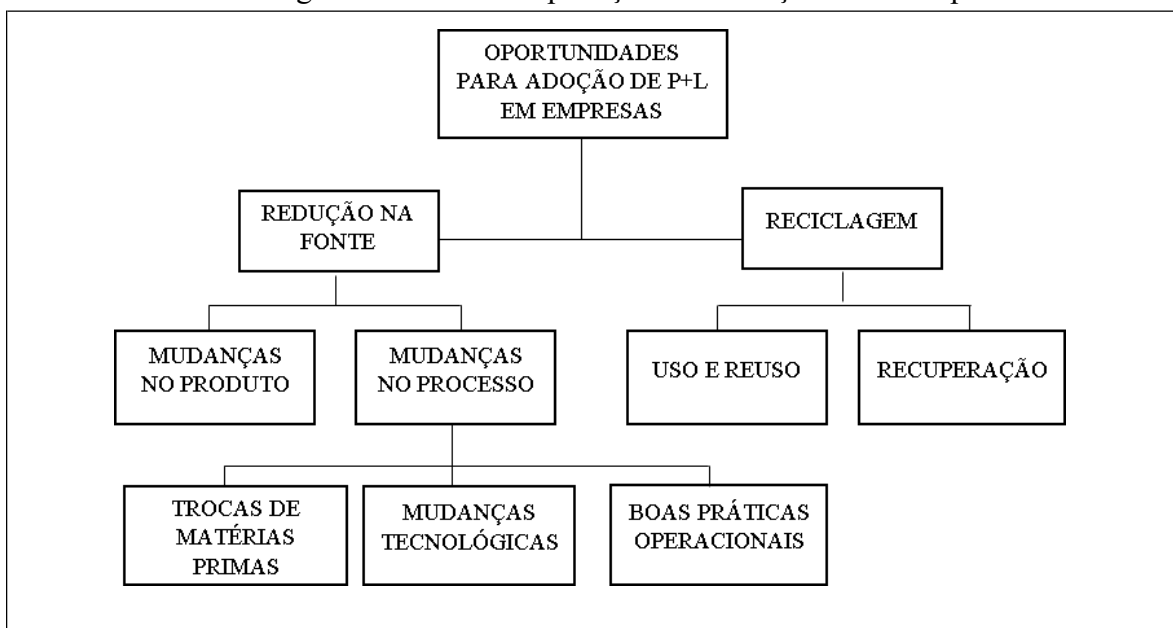 OPORTUNIDADES
PARA ADOÇÃO DE P+L
EM EMPRESAS
REDUÇÃO NA
FONTE
RECICLAGEM
MUDANÇAS
NO PRODUTO
MUDANÇAS
NO PROCESSO
USO E REUSO
RECUPERAÇÃO
TROCAS DE
MATÉRIAS
PRIMAS
MUDANÇAS
TECNOLÓGICAS
BOAS PRÁTICAS
OPERACIONAIS